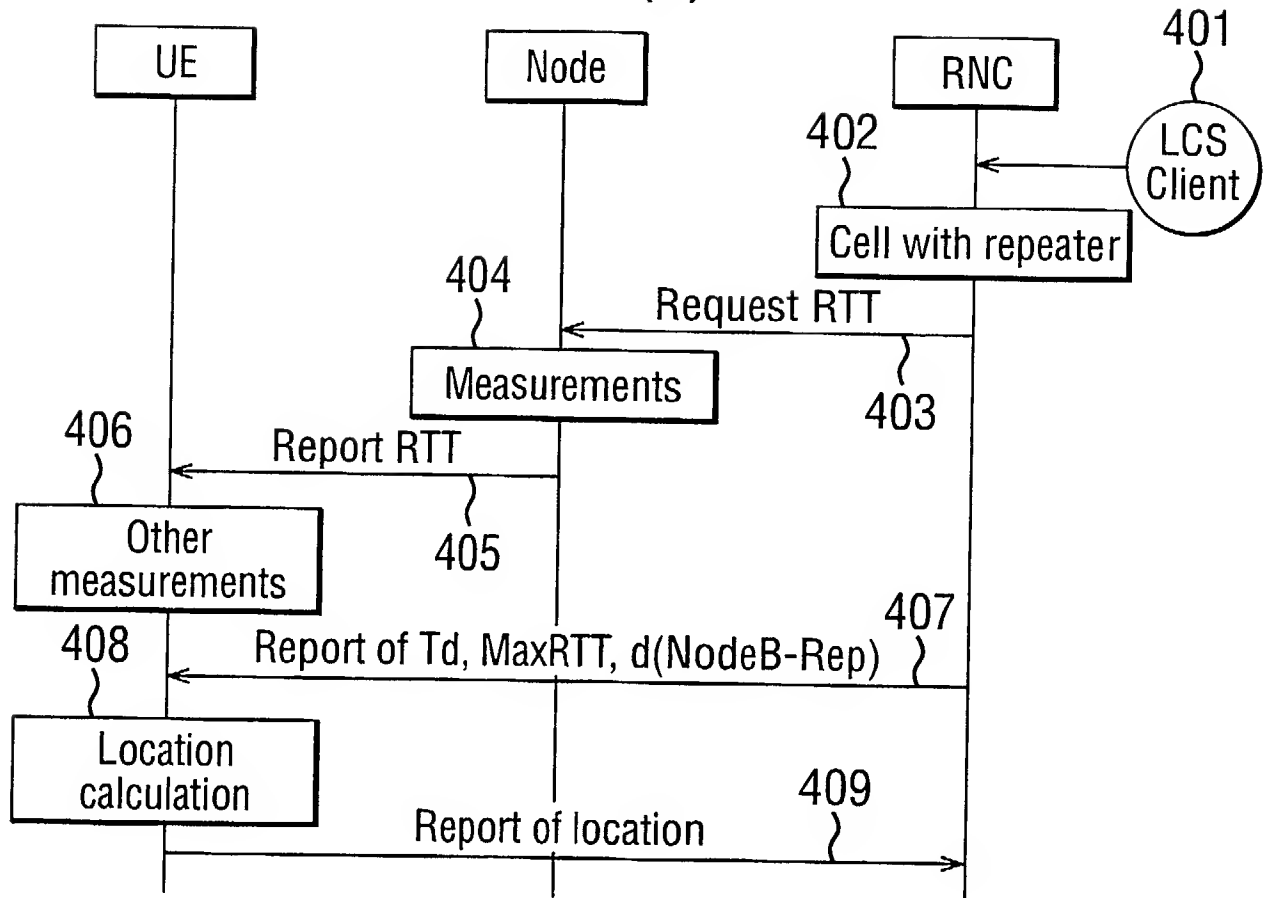 401
UE
Node
RNC
LCS
Client
402
Cell with repeater
404
Request RTT
403
Measurements
406
Report RTT
405
Other
measurements
407
408
Report of Td, MaxRTT, d(NodeB-Rep)
Location
calculation
409
Report of location